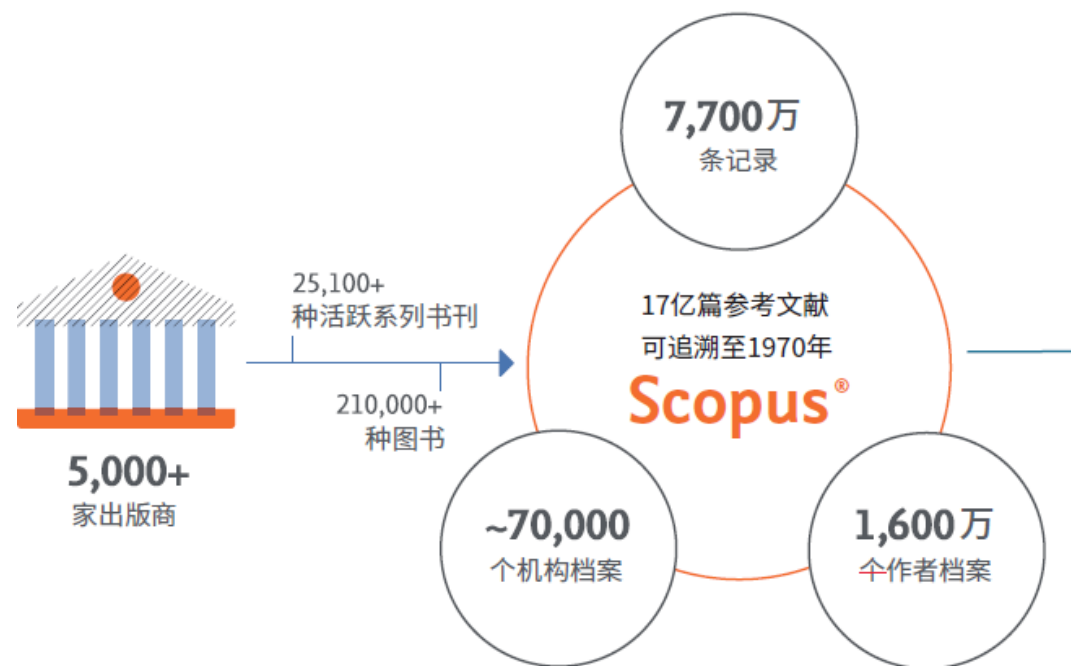 5,000+
家出版商
25,100+
种活跃系列书刊
210,000+
种图书
7,700万
条记录
17亿篇参考文献
可追溯至1970年
Scopus®
~70,000
个机构档案
1,600万
个作者档案